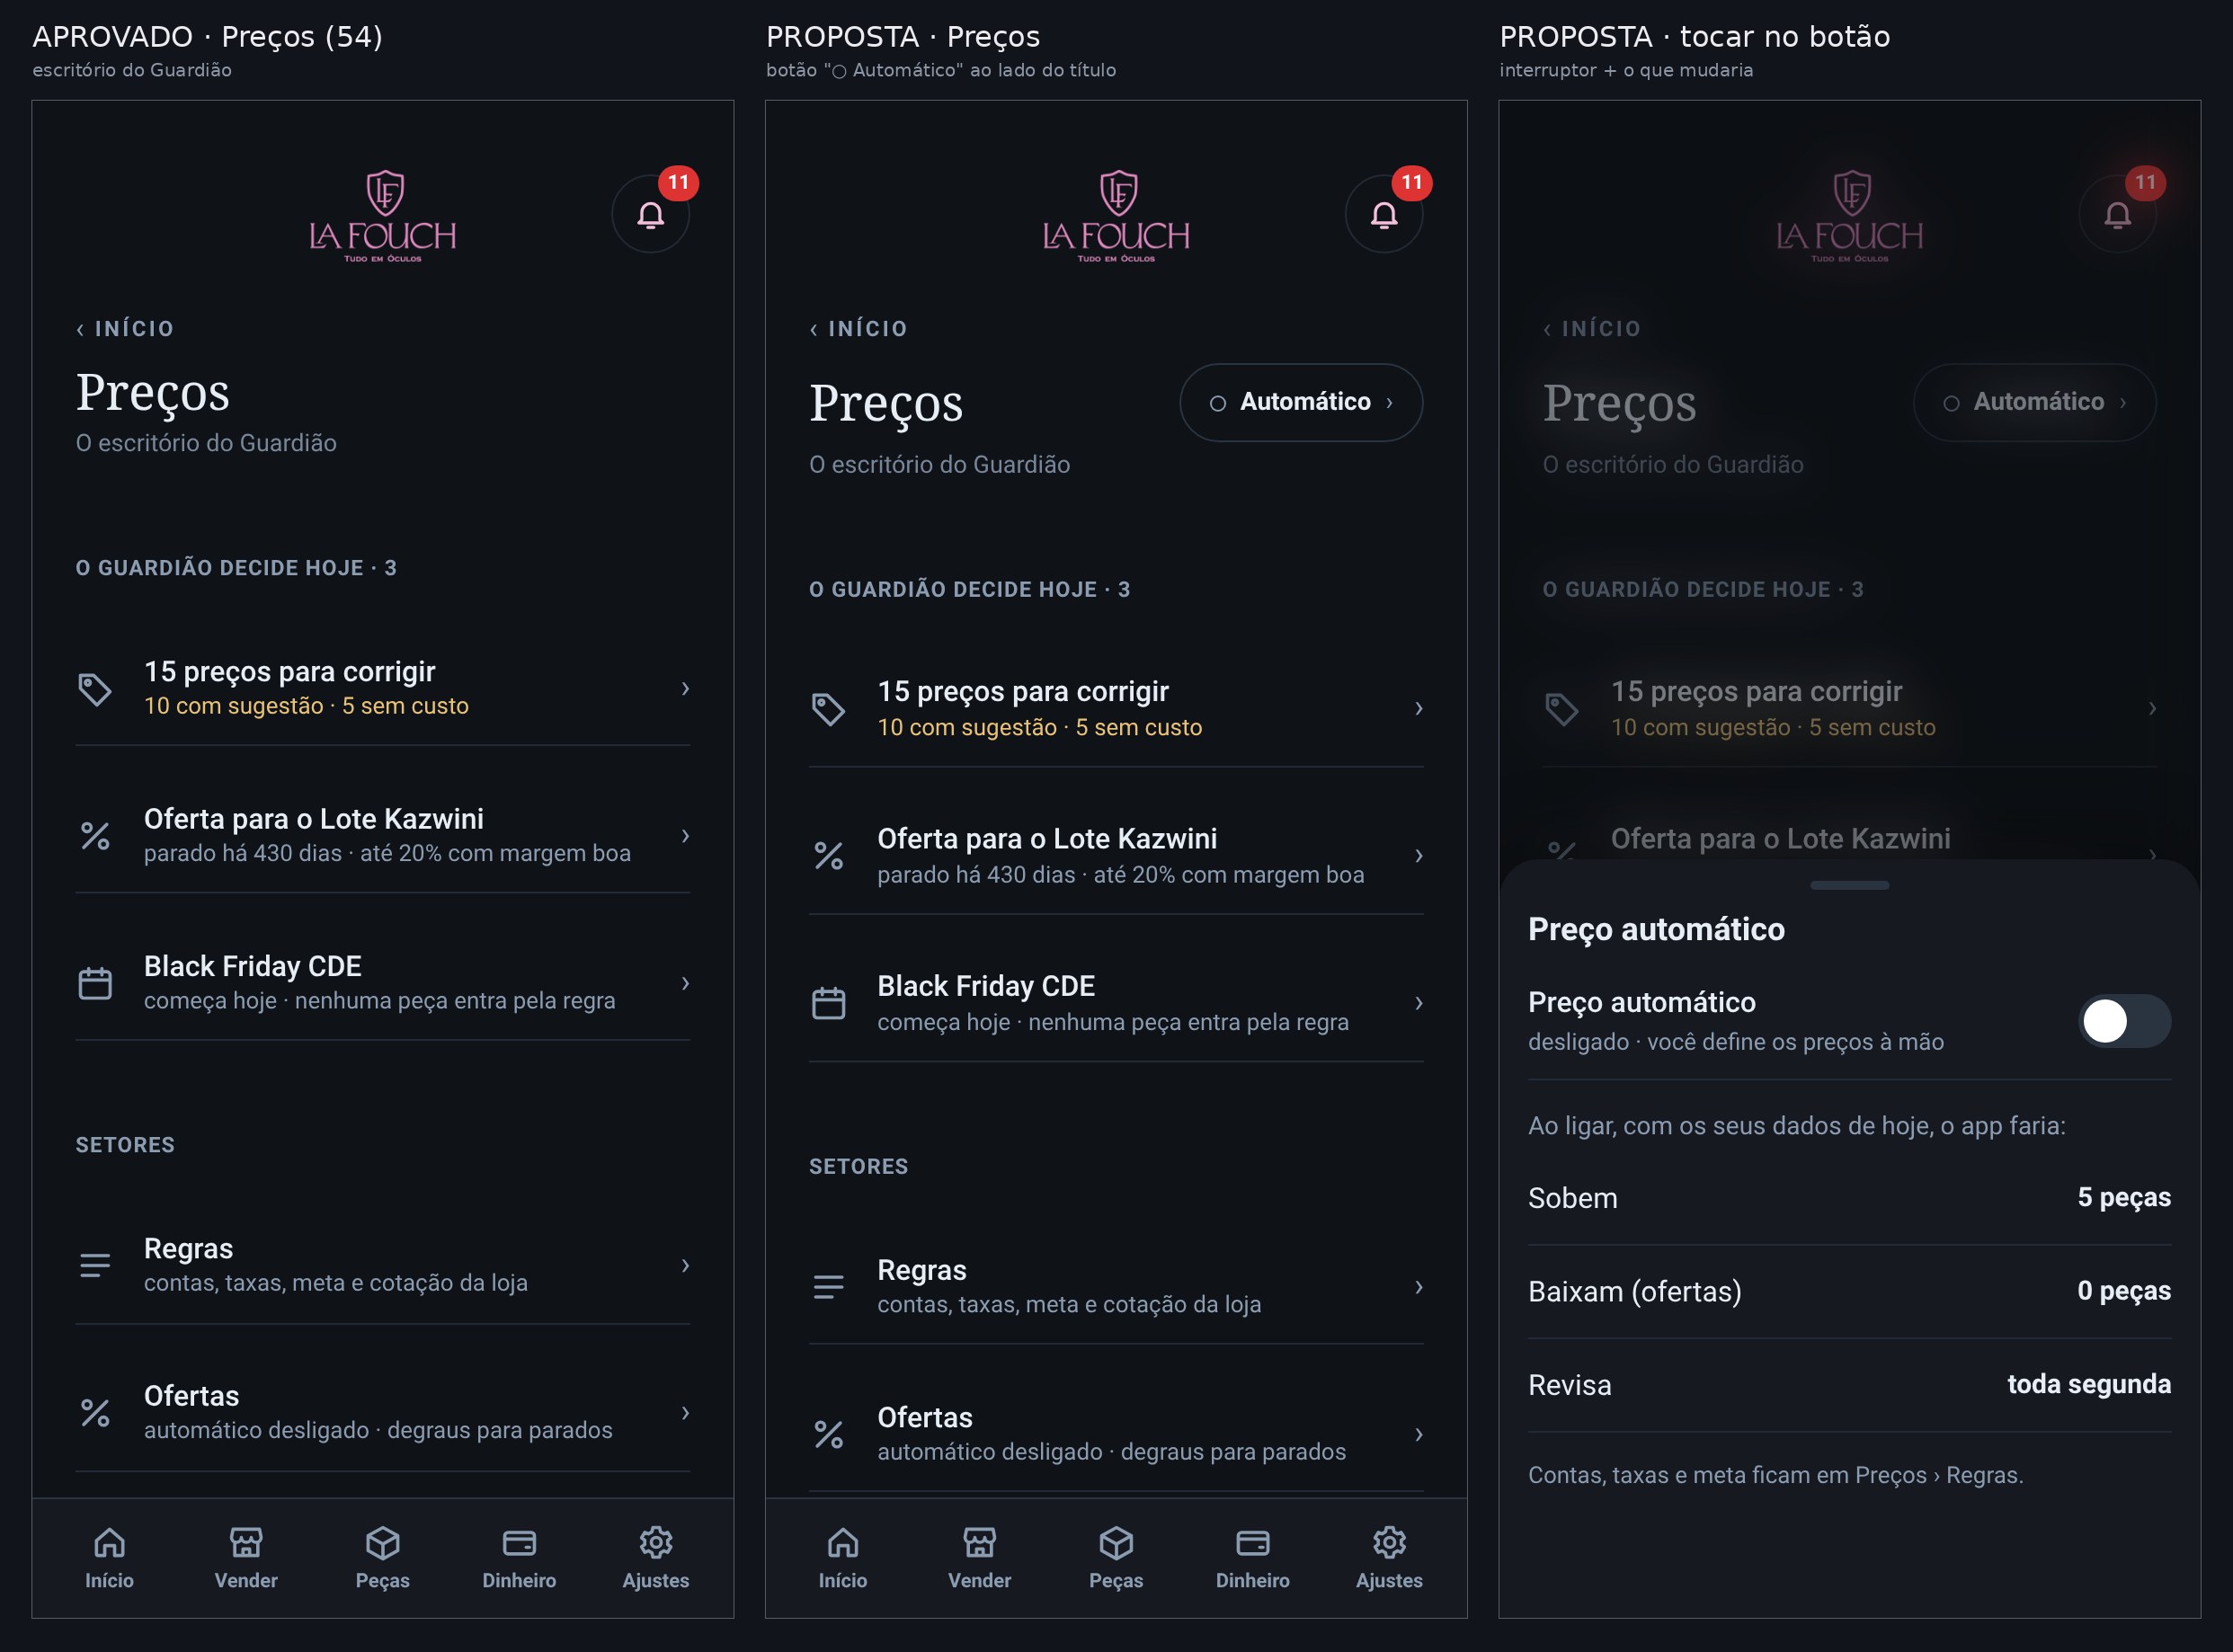 APROVADO · Preços (54)
escritório do Guardião
11
LF
LA FOUCH
TUDO EM ÓCULOS
‹ INÍCIO
Preços
O escritório do Guardião
O GUARDIÃO DECIDE HOJE · 3
15 preços para corrigir
10 com sugestão · 5 sem custo
›
Oferta para o Lote Kazwini
parado há 430 dias · até 20% com margem boa
›
Black Friday CDE
começa hoje · nenhuma peça entra pela regra
›
SETORES
Regras
contas, taxas, meta e cotação da loja
›
Ofertas
automático desligado · degraus para parados
›
Início Vender Peças Dinheiro Ajustes
PROPOSTA · Preços
botão "○ Automático" ao lado do título
11
LF
LA FOUCH
TUDO EM ÓCULOS
‹ INÍCIO
Preços
○ Automático ›
O escritório do Guardião
O GUARDIÃO DECIDE HOJE · 3
15 preços para corrigir
10 com sugestão · 5 sem custo
›
Oferta para o Lote Kazwini
parado há 430 dias · até 20% com margem boa
›
Black Friday CDE
começa hoje · nenhuma peça entra pela regra
›
SETORES
Regras
contas, taxas, meta e cotação da loja
›
Ofertas
automático desligado · degraus para parados
›
Início Vender Peças Dinheiro Ajustes
PROPOSTA · tocar no botão
interruptor + o que mudaria
11
LF
LA FOUCH
TUDO EM ÓCULOS
‹ INÍCIO
Preços
○ Automático ›
O escritório do Guardião
O GUARDIÃO DECIDE HOJE · 3
15 preços para corrigir
10 com sugestão · 5 sem custo
›
Oferta para o Lote Kazwini
›
Preço automático
Preço automático
desligado · você define os preços à mão
Ao ligar, com os seus dados de hoje, o app faria:
Sobem 5 peças
Baixam (ofertas) 0 peças
Revisa toda segunda
Contas, taxas e meta ficam em Preços › Regras.